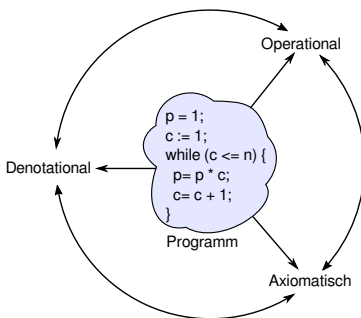 Operational
p = 1;
c := 1;
while (c <= n) {
p= p * c;
c= c + 1;
}
Denotational
Programm
Axiomatisch